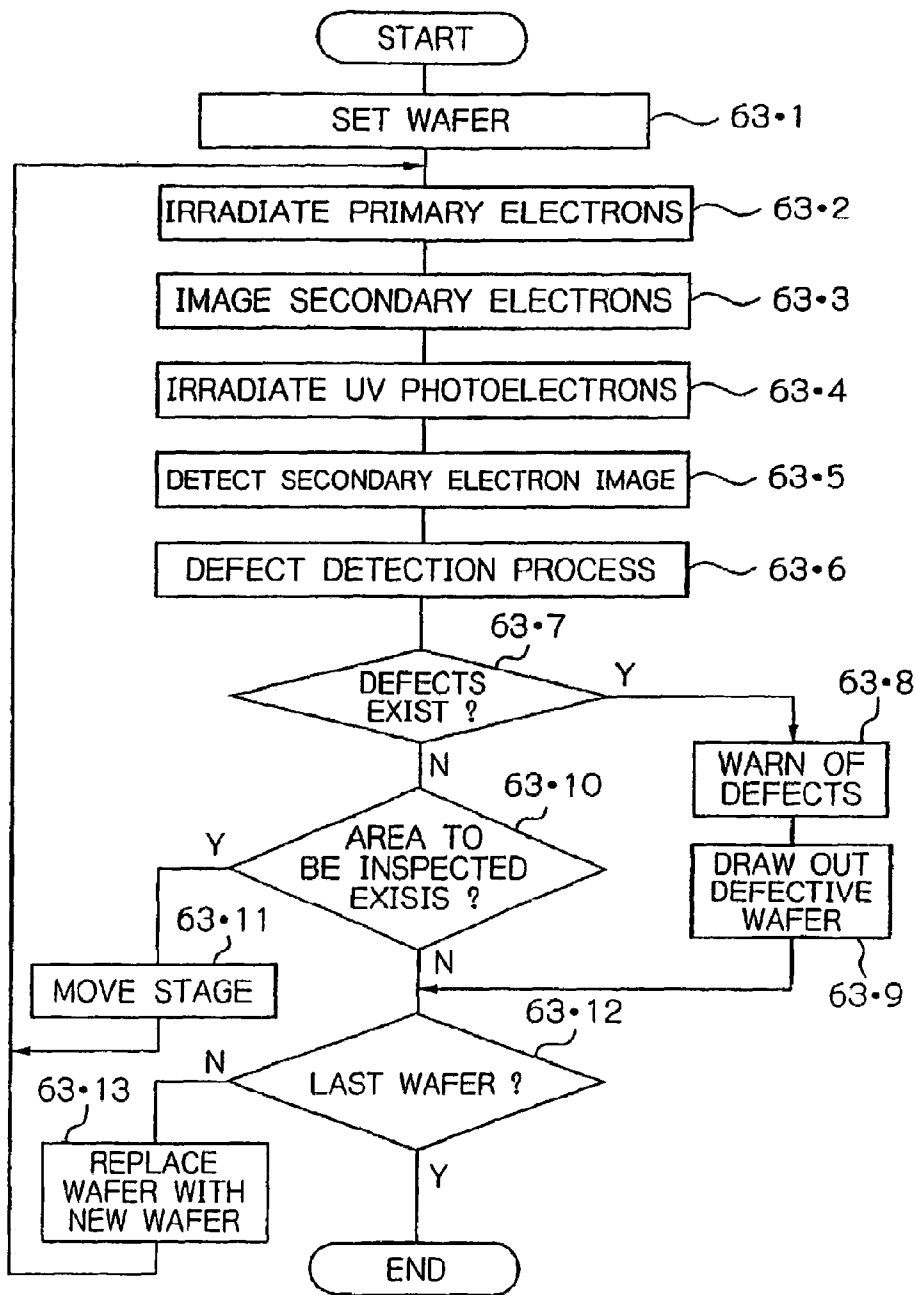 START
SET WAFER
63•1
IRRADIATE PRIMARY ELECTRONS
63•2
IMAGE SECONDARY ELECTRONS
63•3
IRRADIATE UV PHOTOELECTRONS
63•4
DETECT SECONDARY ELECTRON IMAGE
63•5
DEFECT DETECTION PROCESS
63•6
63•7
DEFECTS
EXIST ?
Y
N
63•8
WARN OF
DEFECTS
DRAW OUT
DEFECTIVE
WAFER
63•9
63•10
AREA TO
BE INSPECTED
EXISIS ?
Y
N
63•11
MOVE STAGE
63•12
LAST WAFER ?
N
Y
63•13
REPLACE
WAFER WITH
NEW WAFER
END